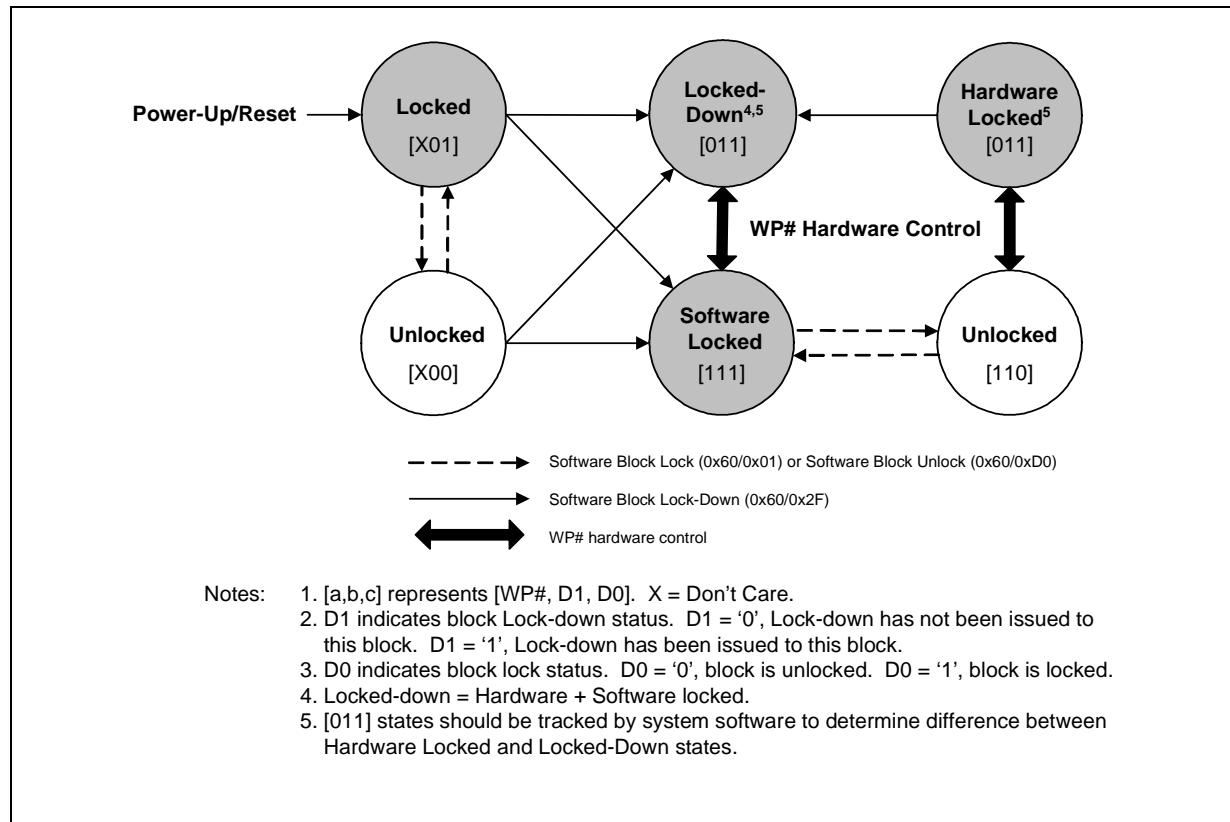 Power-Up/Reset
Locked
[X01]
Locked-
Down4,5
[011]
Hardware
Locked5
[011]
WP# Hardware Control
Unlocked
[X00]
Software
Locked
[111]
Unlocked
[110]
Software Block Lock (0x60/0x01) or Software Block Unlock (0x60/0xD0)
Software Block Lock-Down (0x60/0x2F)
WP# hardware control
Notes: 1. [a,b,c] represents [WP#, D1, D0]. X = Don’t Care.
2. D1 indicates block Lock-down status. D1 = ‘0’, Lock-down has not been issued to
this block. D1 = ‘1’, Lock-down has been issued to this block.
3. D0 indicates block lock status. D0 = ‘0’, block is unlocked. D0 = ‘1’, block is locked.
4. Locked-down = Hardware + Software locked.
5. [011] states should be tracked by system software to determine difference between
Hardware Locked and Locked-Down states.